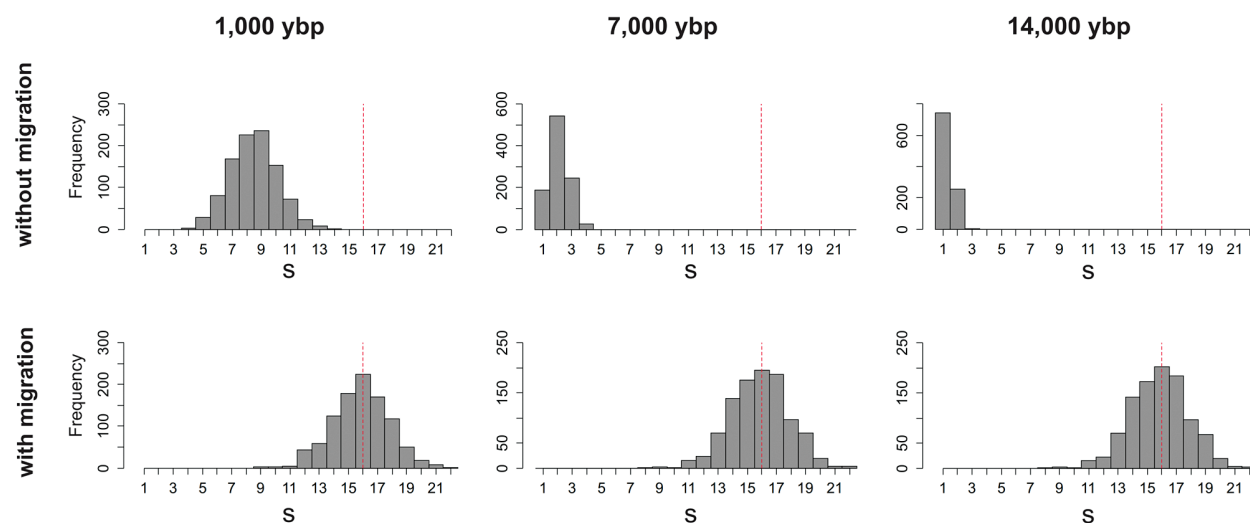 1,000 ybp 7,000 ybp 14,000 ybp
without migration
Frequency
0 100 200 300
1 3 5 7 9 11 13 15 17 19 21
S
0 200 400 600
1 3 5 7 9 11 13 15 17 19 21
S
0 200 600
1 3 5 7 9 11 13 15 17 19 21
S
with migration
Frequency
0 100 200 300
1 3 5 7 9 11 13 15 17 19 21
S
0 50 150 250
1 3 5 7 9 11 13 15 17 19 21
S
0 50 150 250
1 3 5 7 9 11 13 15 17 19 21
S